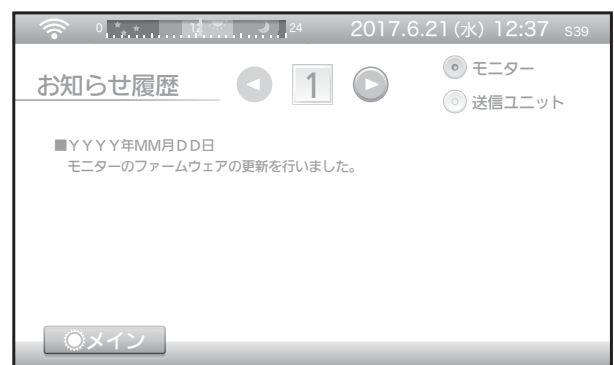 0 12 24 2017.6.21(水) 12:37 S39
お知らせ履歴 1 モニター
送信ユニット
■YYYY年MM月DD日
モニターのファームウェアの更新を行いました。
メイン